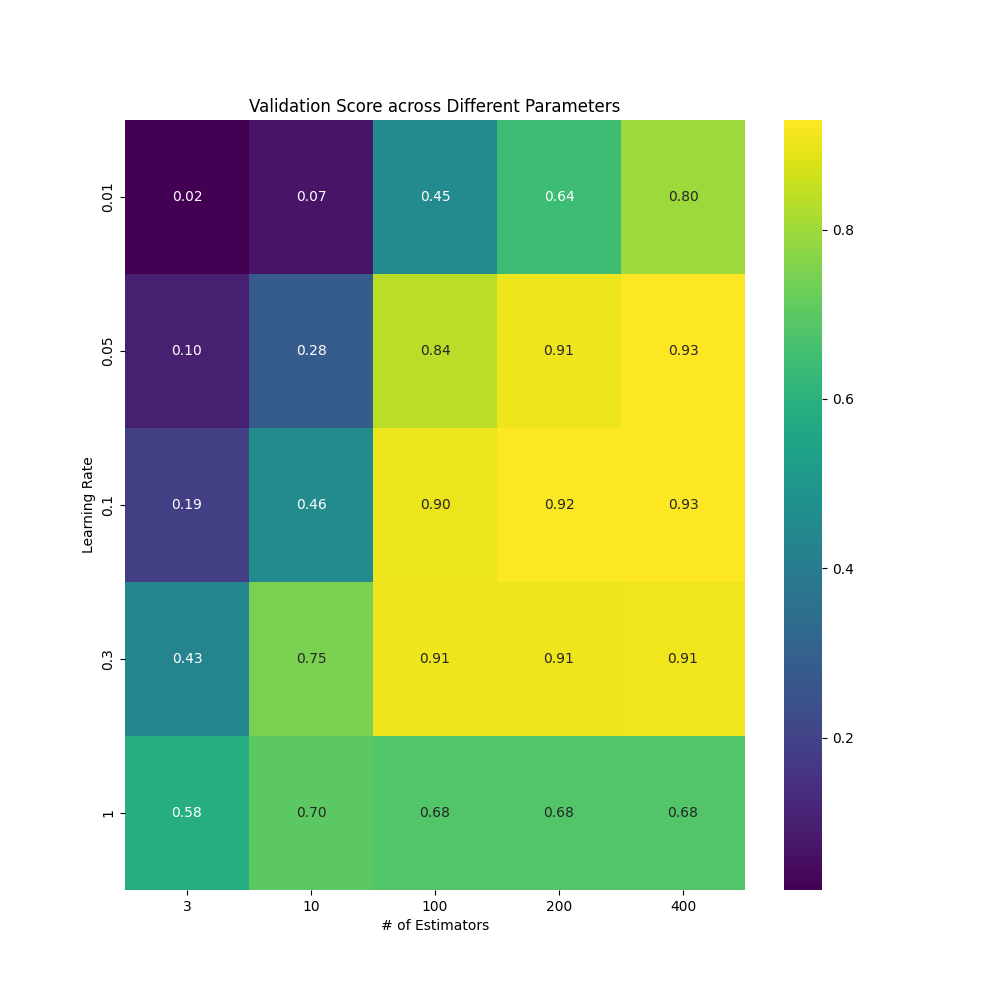 Validation Score across Different Parameters
0.01 0.02 0.07 0.45 0.64 0.80
0.05 0.10 0.28 0.84 0.91 0.93
0.1 0.19 0.46 0.90 0.92 0.93
0.3 0.43 0.75 0.91 0.91 0.91
1 0.58 0.70 0.68 0.68 0.68
Learning Rate
3 10 100 200 400
# of Estimators
0.8
0.6
0.4
0.2